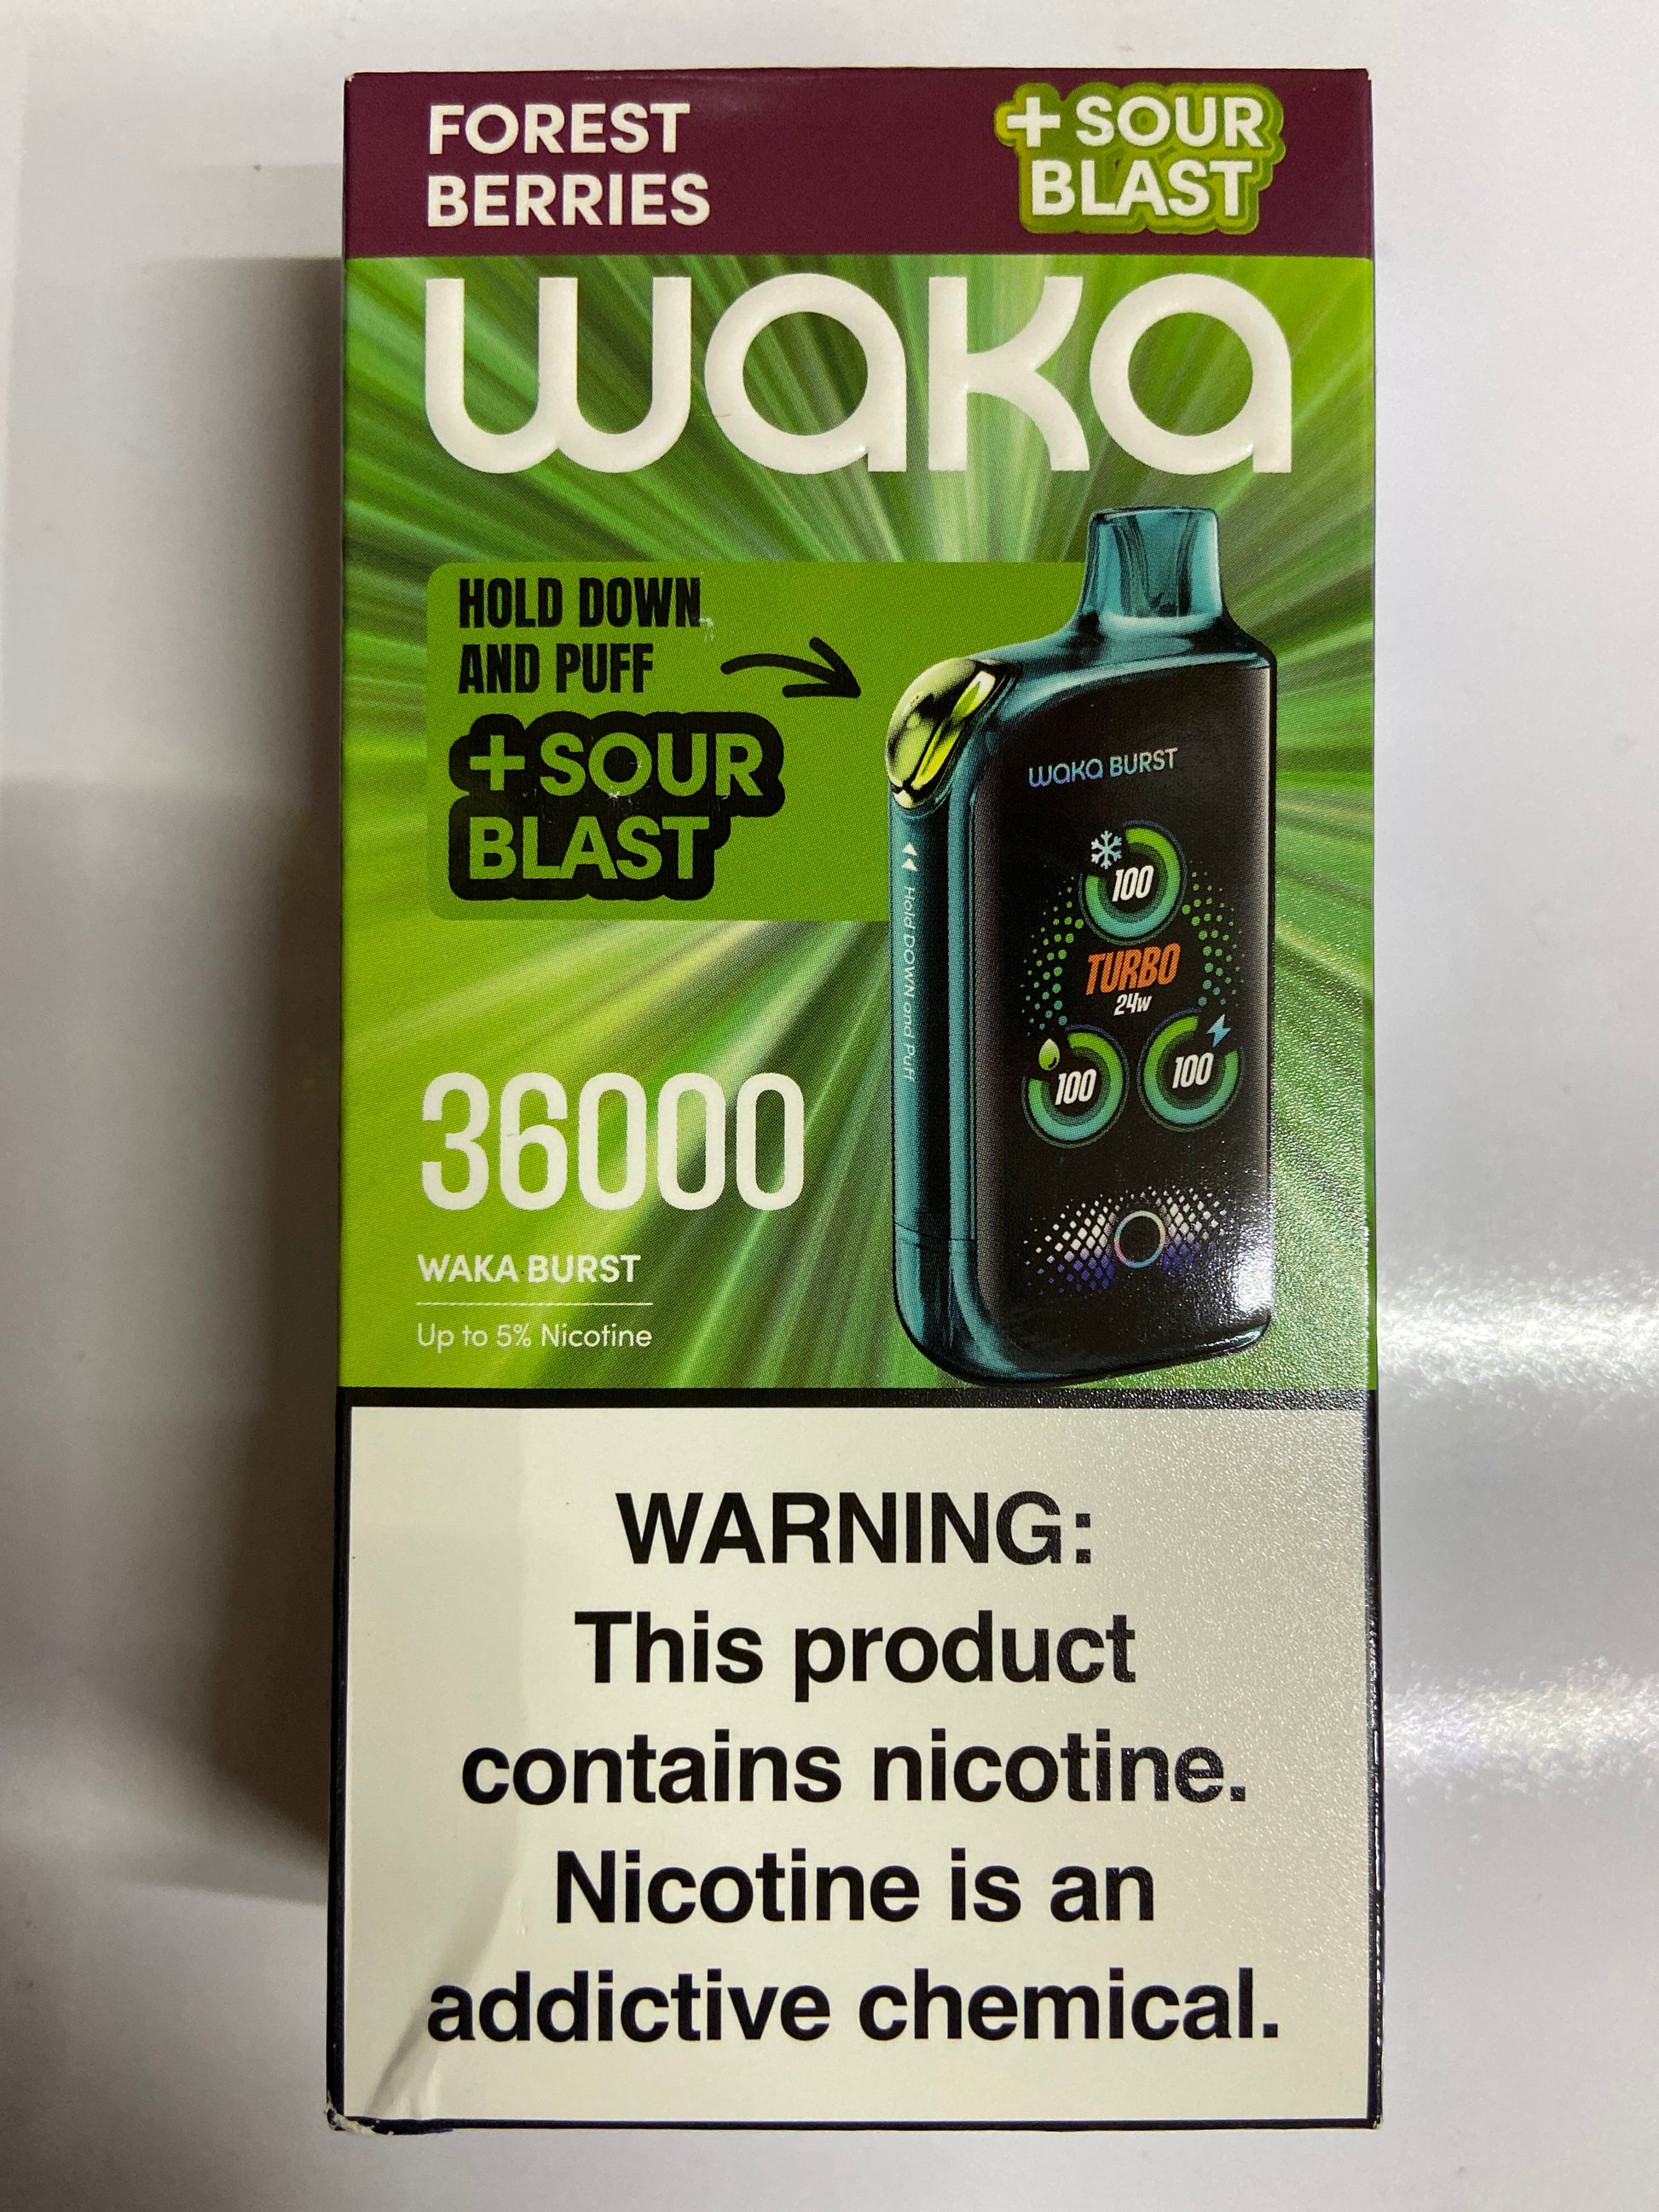 FOREST
BERRIES
+ SOUR
BLAST
waka
HOLD DOWN
AND PUFF
+ SOUR
BLAST
WAKA BURST
100
TURBO
24w
100
100
Hold DOWN and Puff
36000
WAKA BURST
Up to 5% Nicotine
WARNING:
This product
contains nicotine.
Nicotine is an
addictive chemical.